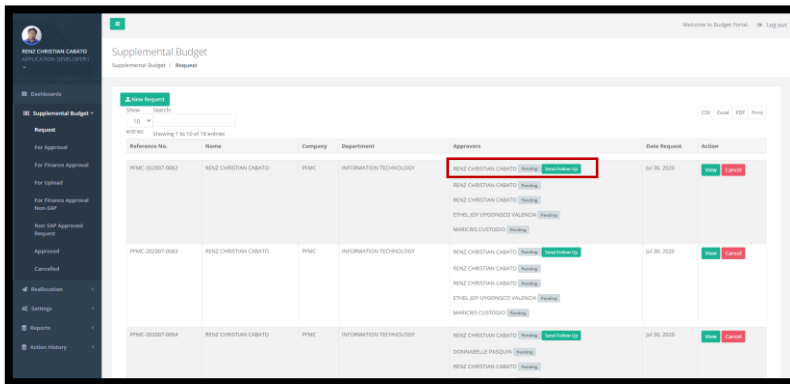 Welcome to Budget Portal. Log out
RENZ CHRISTIAN CABATO
APPLICATION DEVELOPER I
Supplemental Budget
Supplemental Budget / Request
Dashboards
Supplemental Budget
Request
For Approval
For Finance Approval
For Upload
For Finance Approval
Non-SAP
Non SAP Approved
Request
Approved
Cancelled
Reallocation
Settings
Reports
Action History
New Request
Show Search:
10
entries Showing 1 to 10 of 18 entries
CSV Excel PDF Print
Reference No. Name Company Department Approvers Date Request Action
PFMC-202007-0062 RENZ CHRISTIAN CABATO PFMC INFORMATION TECHNOLOGY RENZ CHRISTIAN CABATO Pending Send Follow Up Jul 30, 2020 View Cancel
RENZ CHRISTIAN CABATO Pending
RENZ CHRISTIAN CABATO Pending
ETHEL JOY UYGONGCO VALENCIA Pending
MARICRIS CUSTODIO Pending
PFMC-202007-0063 RENZ CHRISTIAN CABATO PFMC INFORMATION TECHNOLOGY RENZ CHRISTIAN CABATO Pending Send Follow Up Jul 30, 2020 View Cancel
RENZ CHRISTIAN CABATO Pending
RENZ CHRISTIAN CABATO Pending
ETHEL JOY UYGONGCO VALENCIA Pending
MARICRIS CUSTODIO Pending
PFMC-202007-0064 RENZ CHRISTIAN CABATO PFMC INFORMATION TECHNOLOGY RENZ CHRISTIAN CABATO Pending Send Follow Up Jul 30, 2020 View Cancel
DONNABELLE PASQUIN Pending
RENZ CHRISTIAN CABATO Pending